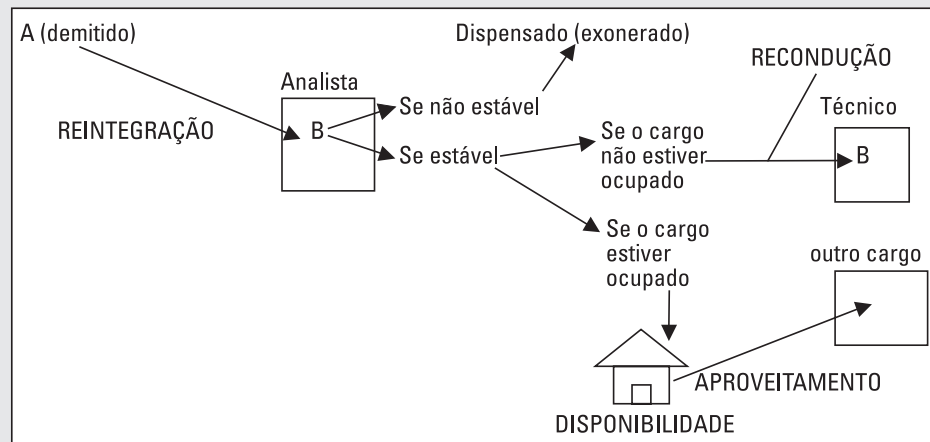 A (demitido)
Dispensado (exonerado)
RECONDUÇÃO
Analista
Se não estável
Técnico
REINTEGRAÇÃO
B
Se estável
Se o cargo
não estiver
ocupado
B
Se o cargo
estiver
ocupado
outro cargo
APROVEITAMENTO
DISPONIBILIDADE